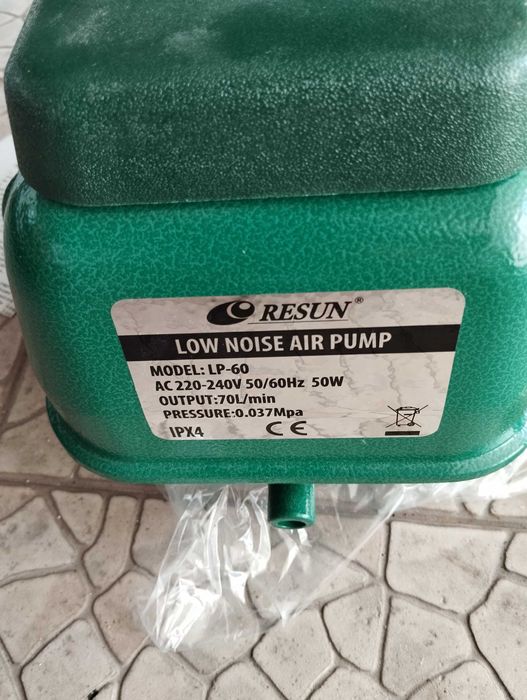 RESUN®
LOW NOISE AIR PUMP
MODEL: LP-60
AC 220-240V 50/60Hz 50W
OUTPUT:70L/min
PRESSURE:0.037Mpa
IPX4 CE